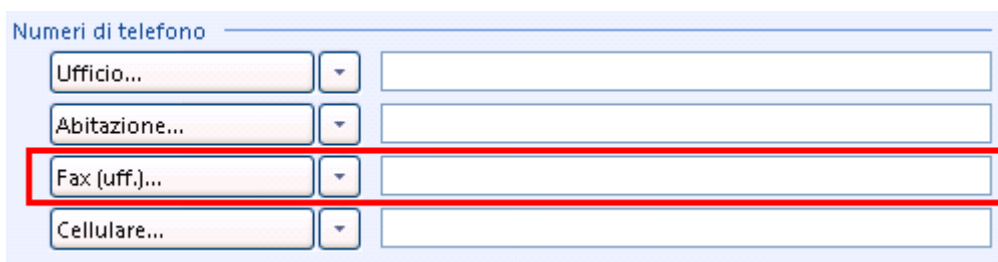 Numeri di telefono
Ufficio...
Abitazione...
Fax (uff.)...
Cellulare...